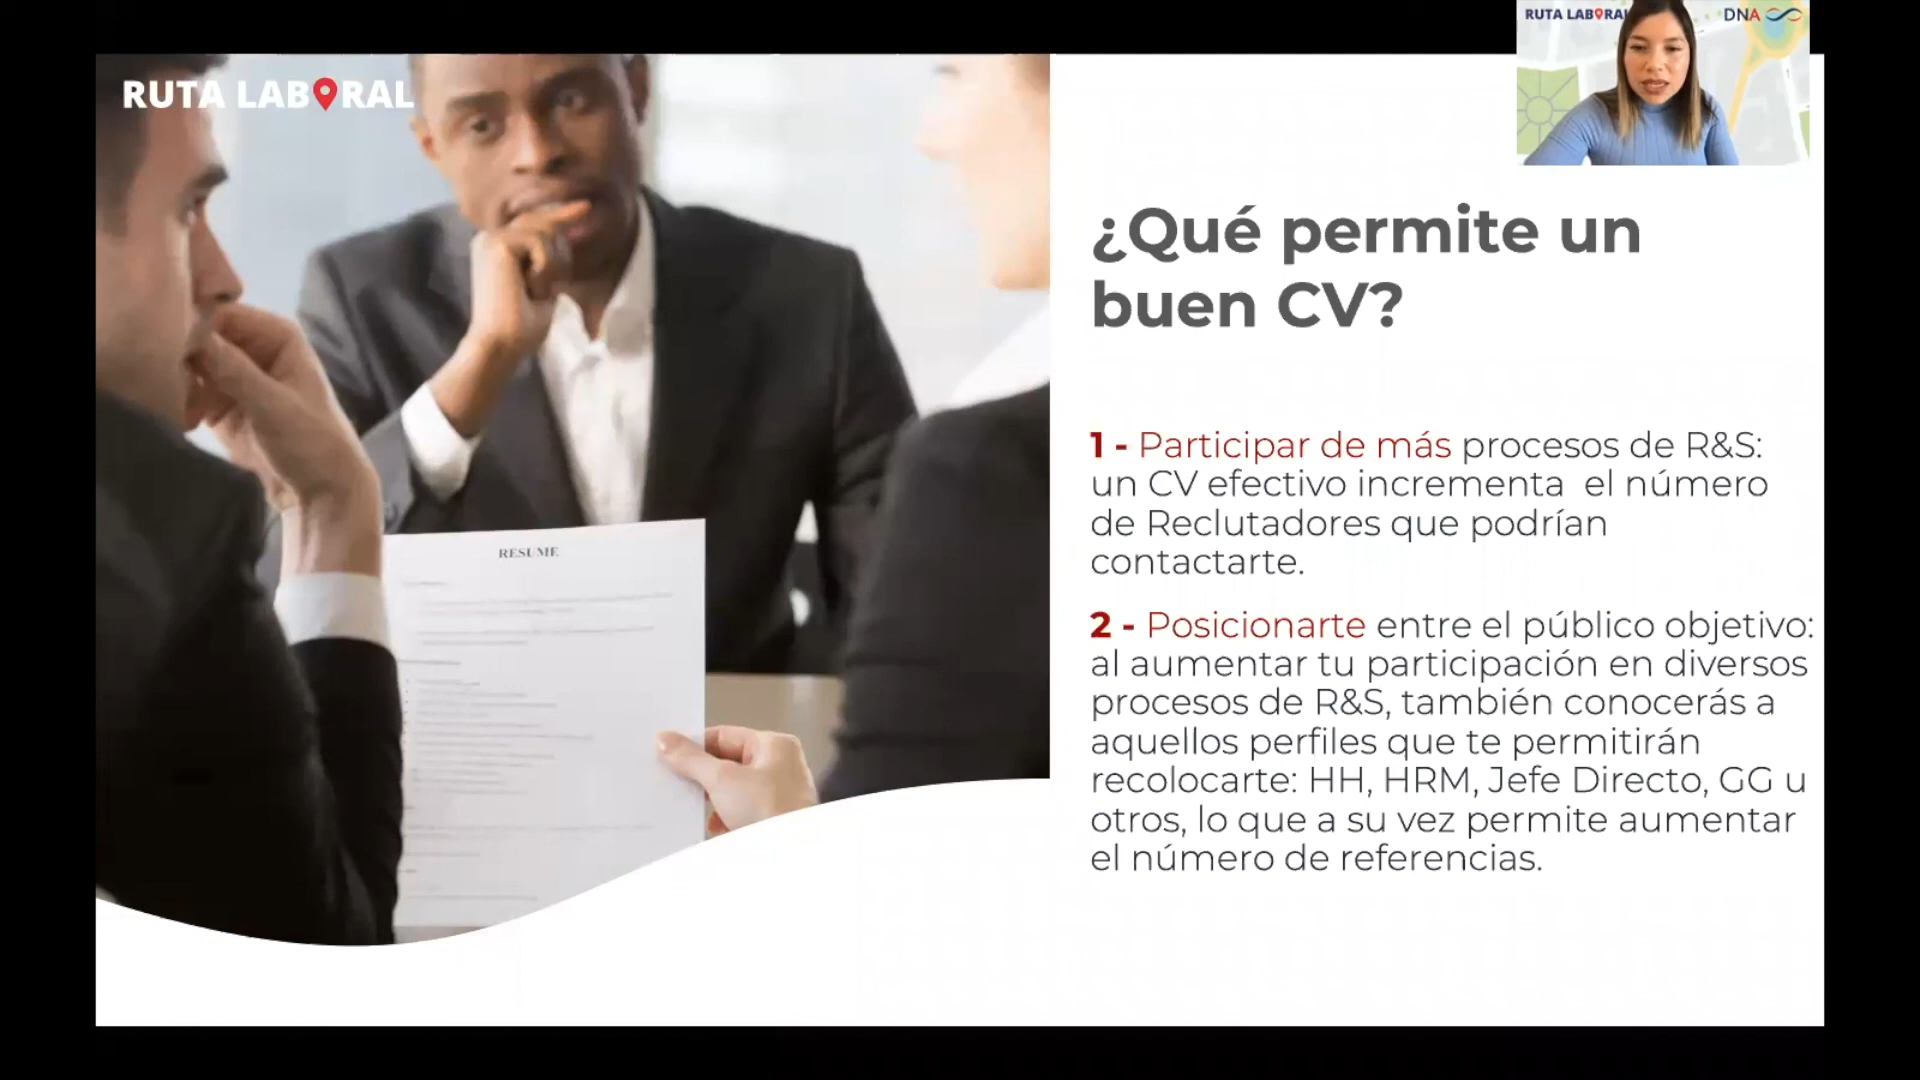 RUTA LABORAL
RUTA LABORAL
DNA
¿Qué permite un
buen CV?
1 - Participar de más procesos de R&S:
un CV efectivo incrementa  el número
de Reclutadores que podrían
contactarte.
2 - Posicionarte entre el público objetivo:
al aumentar tu participación en diversos
procesos de R&S, también conocerás a
aquellos perfiles que te permitirán
recolocarte: HH, HRM, Jefe Directo, GG u
otros, lo que a su vez permite aumentar
el número de referencias.
RESUME